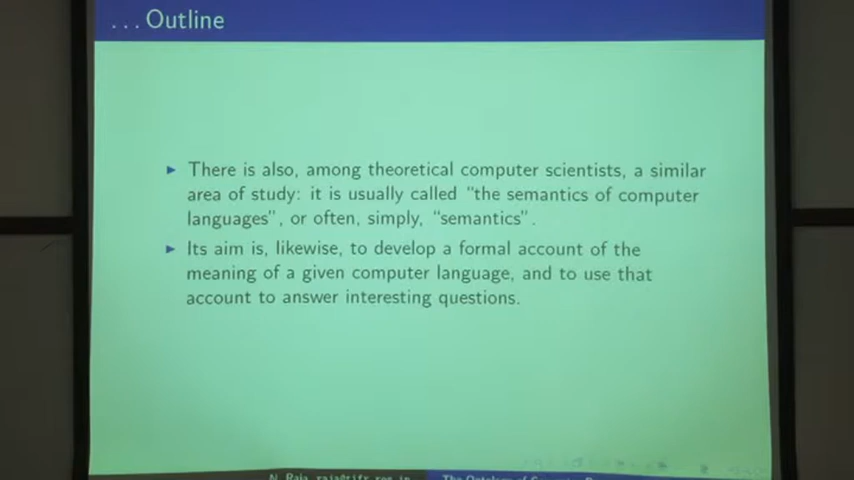 ... Outline
There is also, among theoretical computer scientists, a similar
area of study: it is usually called "the semantics of computer
languages", or often, simply, "semantics".
Its aim is, likewise, to develop a formal account of the
meaning of a given computer language, and to use that
account to answer interesting questions.
N. Raja